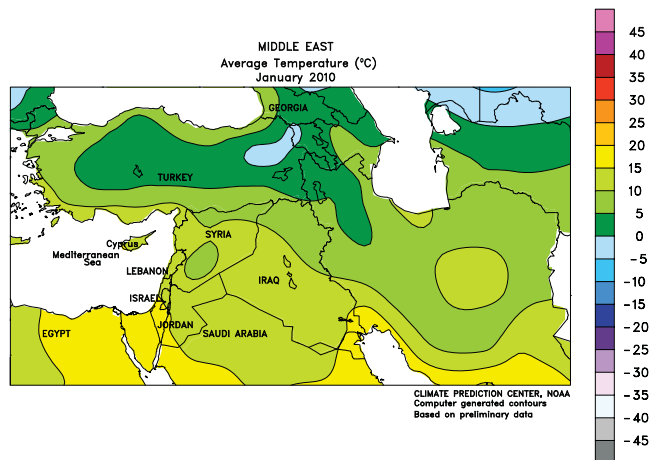 MIDDLE EAST
Average Temperature (°C)
January 2010
GEORGIA
TURKEY
Cyprus
SYRIA
Mediterranean
Sea
LEBANON
IRAQ
ISRAEL
JORDAN
EGYPT
SAUDI ARABIA
CLIMATE PREDICTION CENTER, NOAA
Computer generated contours
Based on preliminary data
45
40
35
30
25
20
15
10
5
0
-5
-10
-15
-20
-25
-30
-35
-40
-45